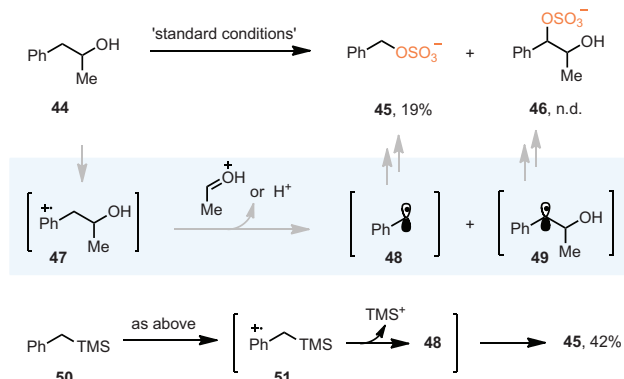 Ph OH Me
44
'standard conditions'
Ph OSO₃⁻
45, 19%
+
OSO₃⁻ Ph OH Me
46, n.d.
+• Ph OH Me
47
+ OH Me or H⁺
Ph •
48
+
Ph • OH Me
49
Ph TMS
50
as above
+• Ph TMS
51
TMS⁺
48
45, 42%